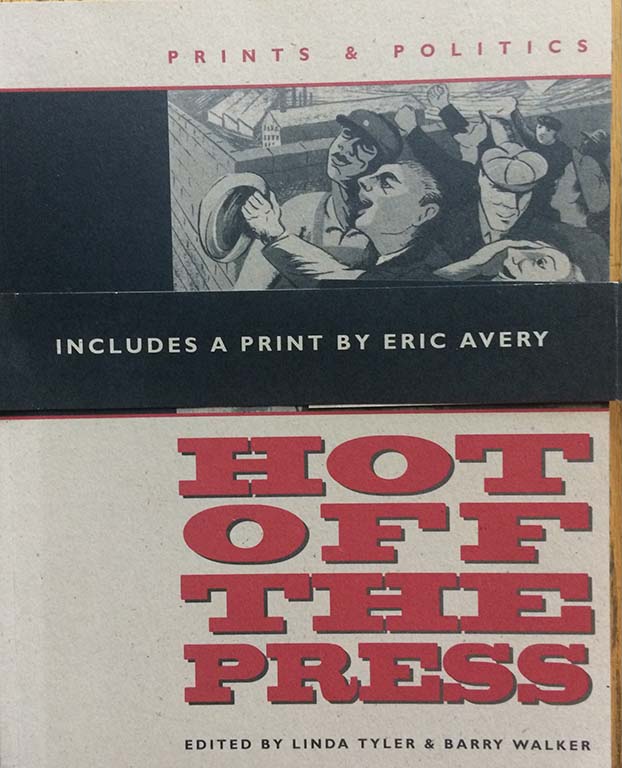 PRINTS & POLITICS
INCLUDES A PRINT BY ERIC AVERY
HOT
OFF
THE
PRESS
EDITED BY LINDA TYLER & BARRY WALKER